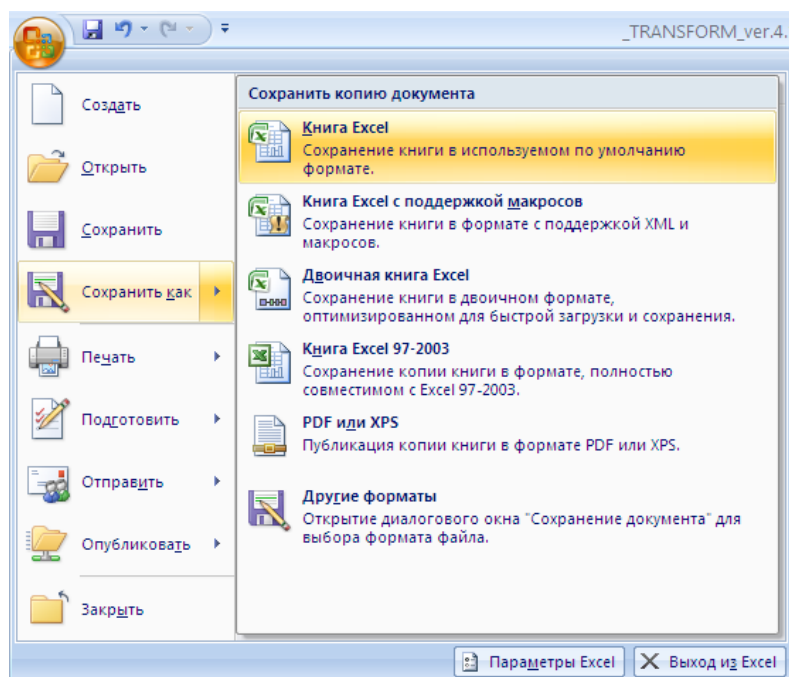 _TRANSFORM_ver.4.
Создать
Открыть
Сохранить
Сохранить как
Печать
Подготовить
Отправить
Опубликовать
Закрыть
Сохранить копию документа
Книга Excel
Сохранение книги в используемом по умолчанию
формате.
Книга Excel с поддержкой макросов
Сохранение книги в формате с поддержкой XML и
макросов.
Двоичная книга Excel
Сохранение книги в двоичном формате,
оптимизированном для быстрой загрузки и сохранения.
Книга Excel 97-2003
Сохранение копии книги в формате, полностью
совместимом с Excel 97-2003.
PDF или XPS
Публикация копии книги в формате PDF или XPS.
Другие форматы
Открытие диалогового окна "Сохранение документа" для
выбора формата файла.
Параметры Excel
Выход из Excel